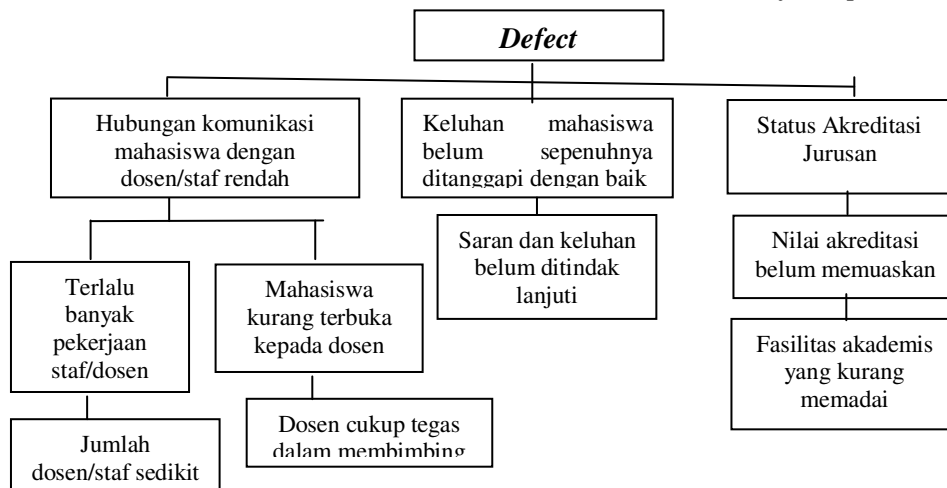 Defect
Hubungan komunikasi
mahasiswa dengan
dosen/staf rendah
Keluhan mahasiswa
belum sepenuhnya
ditanggapi dengan baik
Status Akreditasi
Jurusan
Terlalu
banyak
pekerjaan
staf/dosen
Mahasiswa
kurang terbuka
kepada dosen
Saran dan keluhan
belum ditindak
lanjuti
Nilai akreditasi
belum memuaskan
Jumlah
dosen/staf sedikit
Dosen cukup tegas
dalam membimbing
Fasilitas akademis
yang kurang
memadai